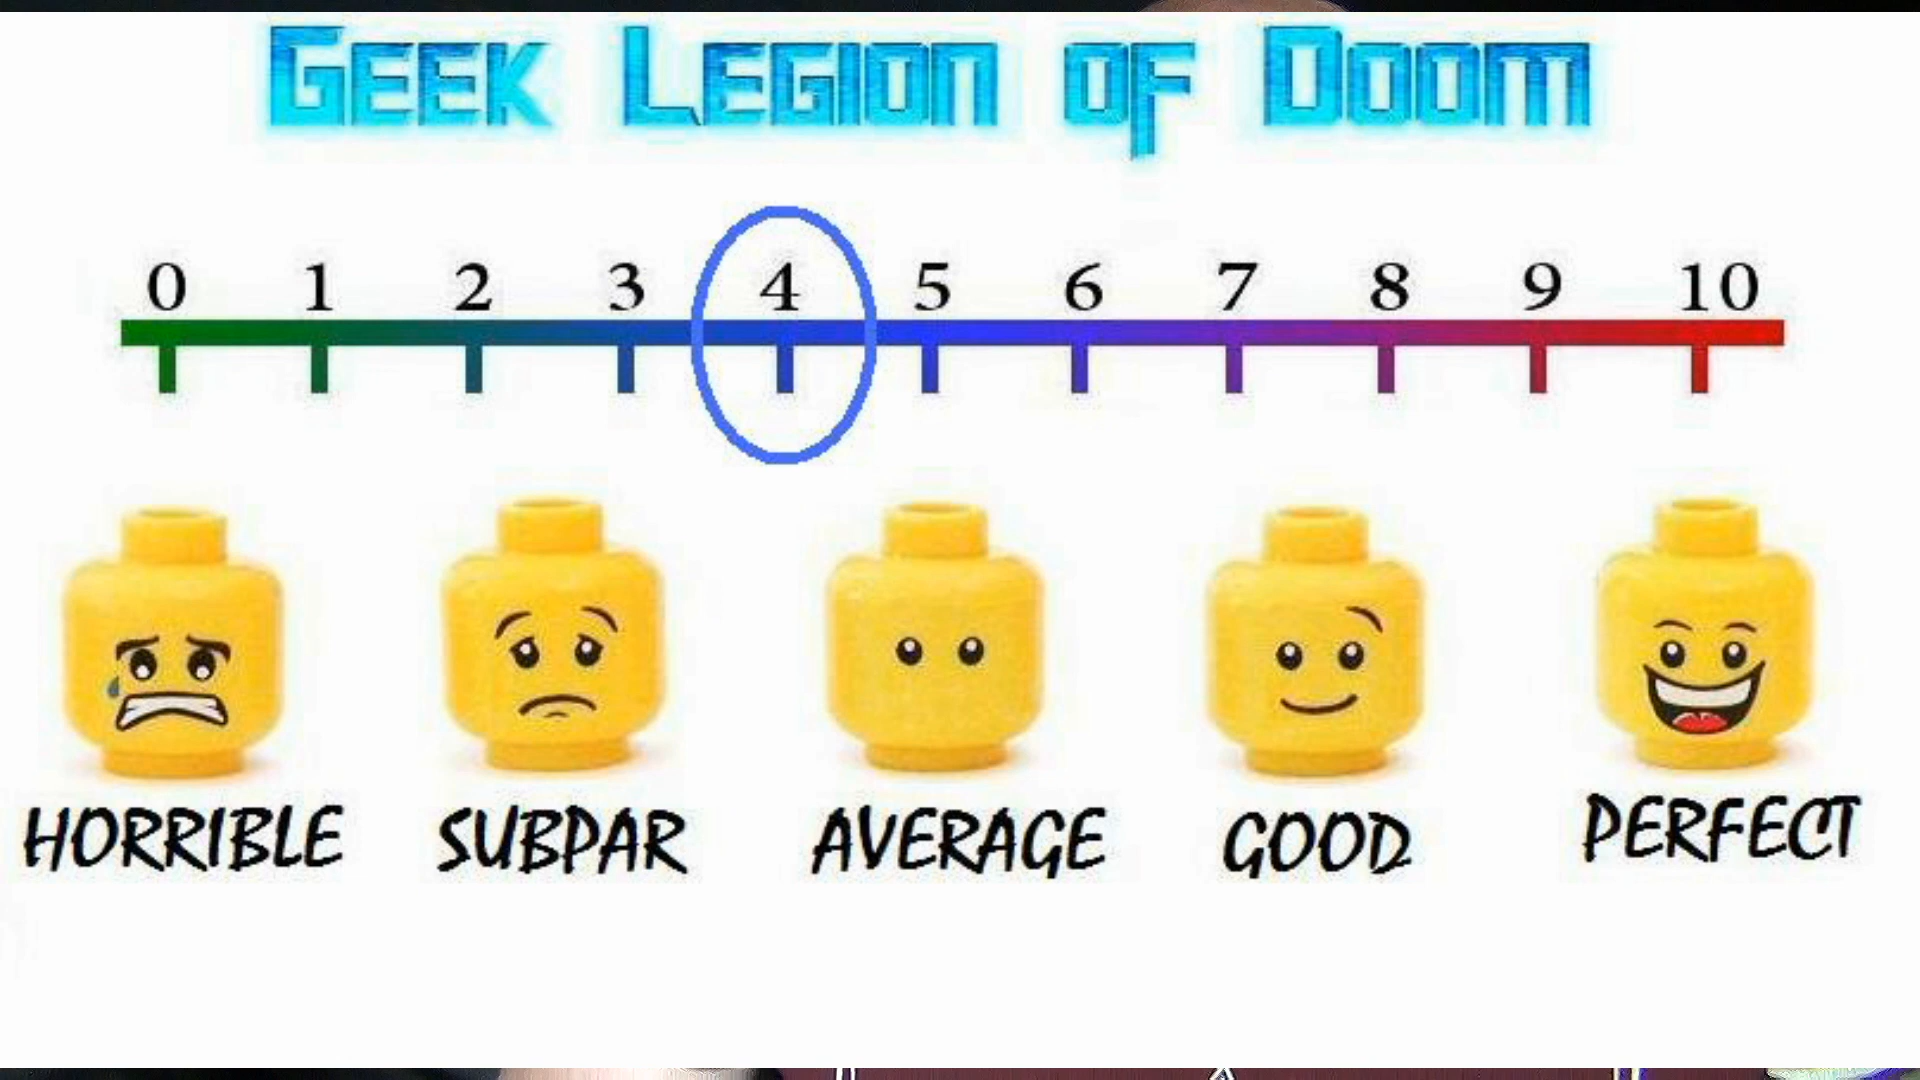 GEEK LEGION OF DOOM
0 1 2 3 4 5 6 7 8 9 10
HORRIBLE SUBPAR AVERAGE GOOD PERFECT